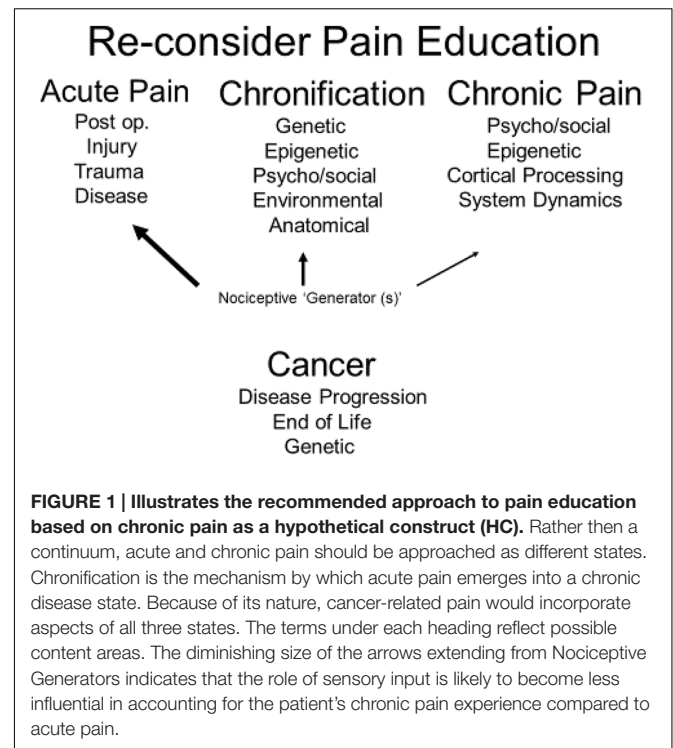 Re-consider Pain Education
Acute Pain
Post op.
Injury
Trauma
Disease
Chronification
Genetic
Epigenetic
Psycho/social
Environmental
Anatomical
Chronic Pain
Psycho/social
Epigenetic
Cortical Processing
System Dynamics
Nociceptive ‘Generator (s)’
Cancer
Disease Progression
End of Life
Genetic
FIGURE 1 | Illustrates the recommended approach to pain education
based on chronic pain as a hypothetical construct (HC). Rather then a
continuum, acute and chronic pain should be approached as different states.
Chronification is the mechanism by which acute pain emerges into a chronic
disease state. Because of its nature, cancer-related pain would incorporate
aspects of all three states. The terms under each heading reflect possible
content areas. The diminishing size of the arrows extending from Nociceptive
Generators indicates that the role of sensory input is likely to become less
influential in accounting for the patient’s chronic pain experience compared to
acute pain.